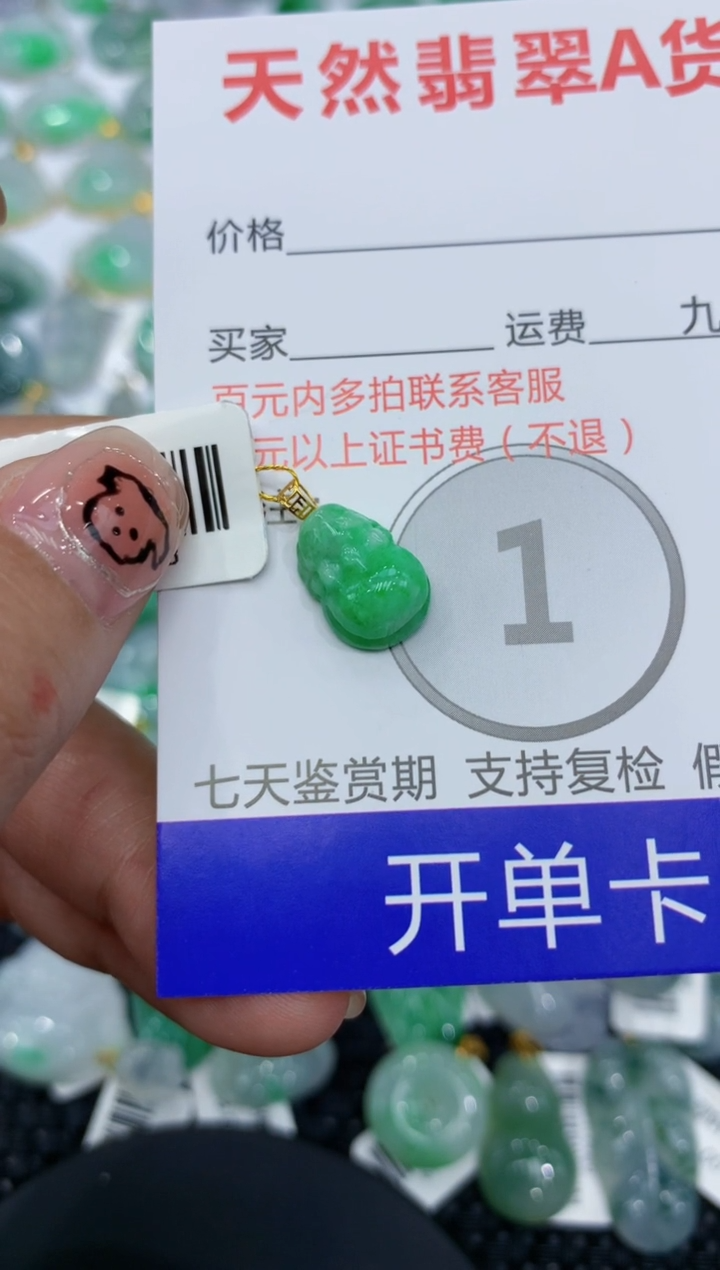 天然翡翠A货
价格
买家 运费 九
百元内多拍联系客服
元以上证书费（不退）
1
七天鉴赏期 支持复检 假
开单卡